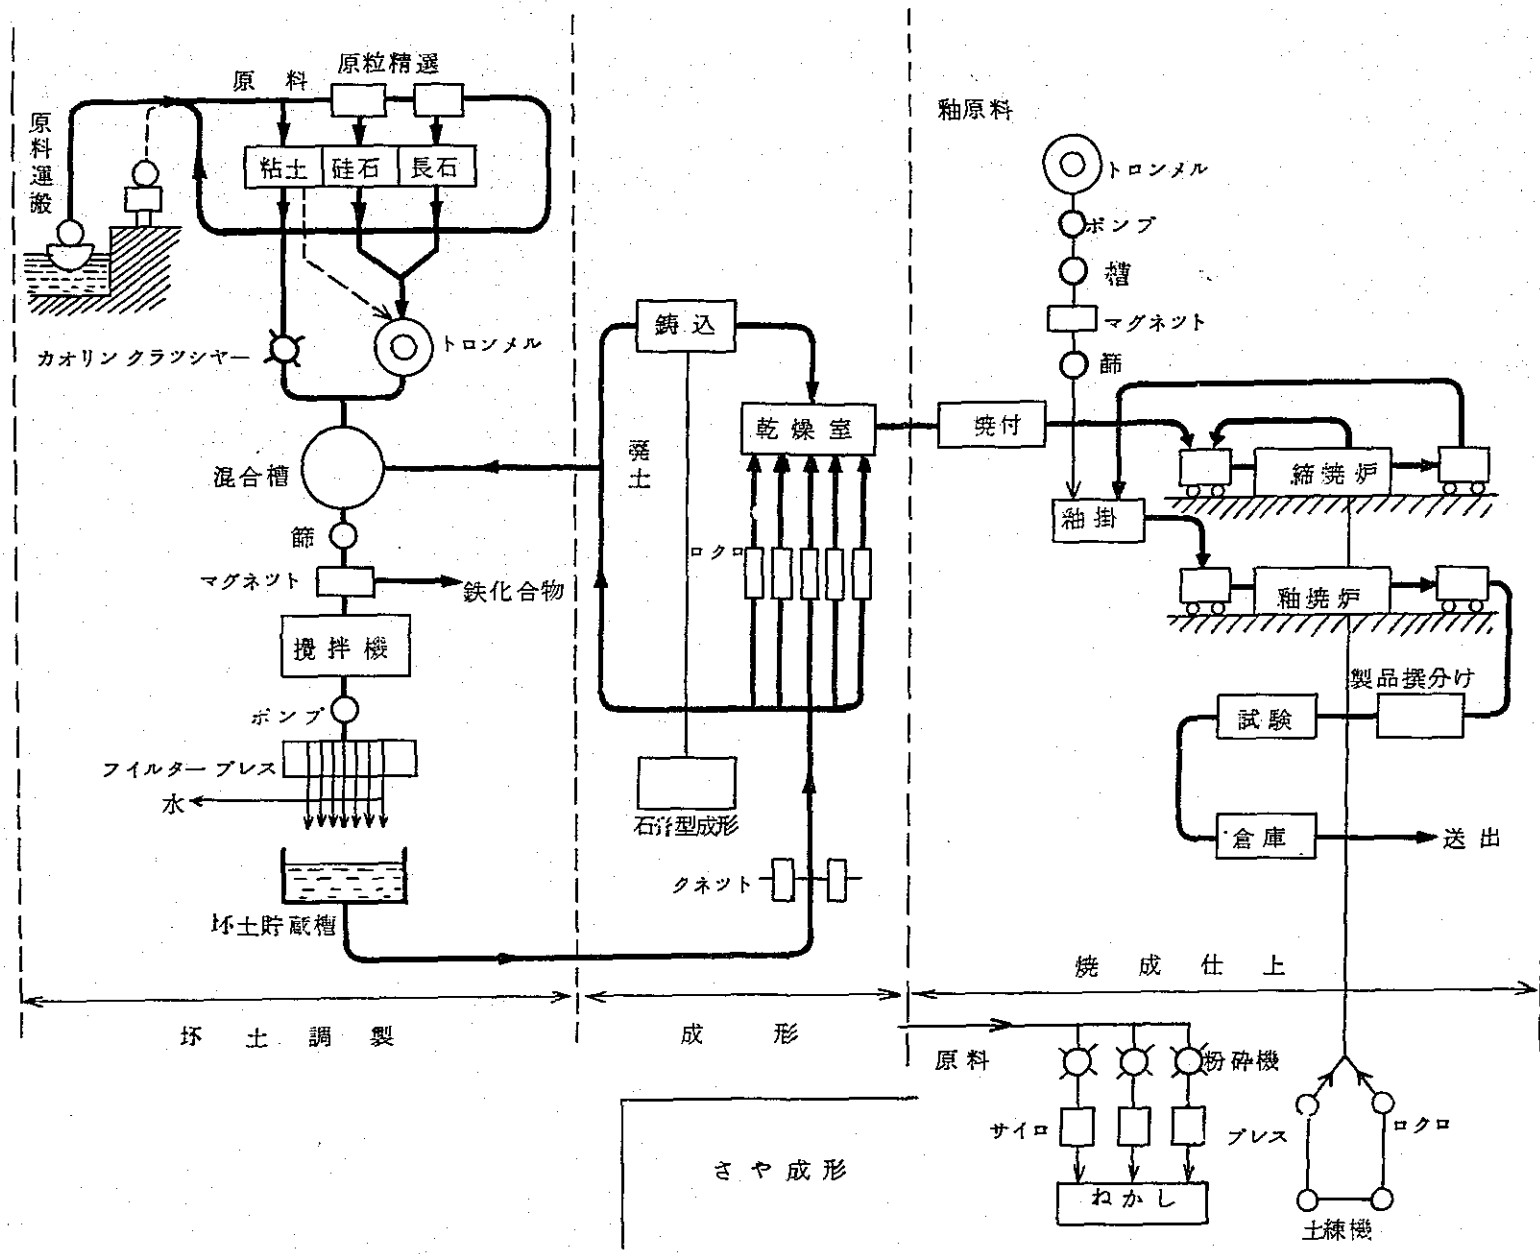 原粒精選
原料
原料運搬
粘土
硅石
長石
カオリンクラツシヤー
トロンメル
混合槽
篩
マグネツト
鉄化合物
攪拌機
ポンプ
フイルタープレス
水
坏土貯蔵槽
坏土調製
鋳込
発土
乾燥室
ロクロ
石膏型成形
クネット
成形
釉原料
トロンメル
ポンプ
槽
マグネツト
篩
焼付
締焼炉
釉掛
釉焼炉
製品撰分け
試験
倉庫
送出
焼成仕上
原料
粉砕機
サイロ
ねかし
プレス
ロクロ
土練機
さや成形